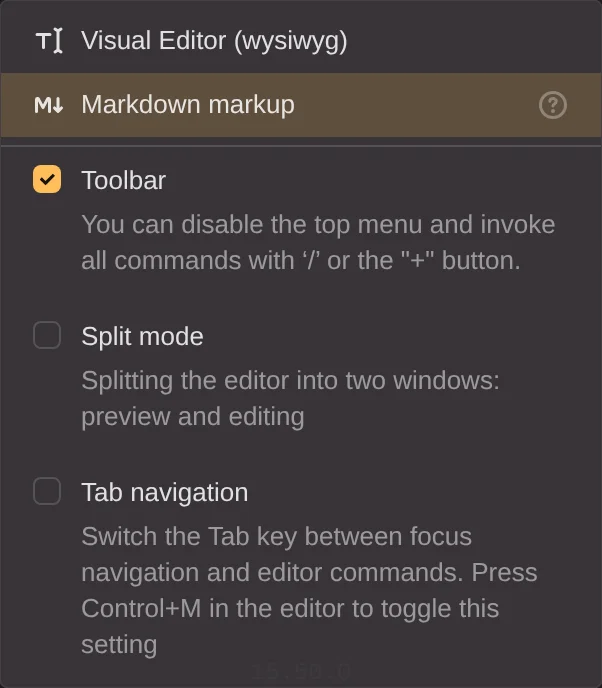 Visual Editor (wysiwyg)
M↓ Markdown markup ?
Toolbar
You can disable the top menu and invoke
all commands with ‘/’ or the "+" button.
Split mode
Splitting the editor into two windows:
preview and editing
Tab navigation
Switch the Tab key between focus
navigation and editor commands. Press
Control+M in the editor to toggle this
setting